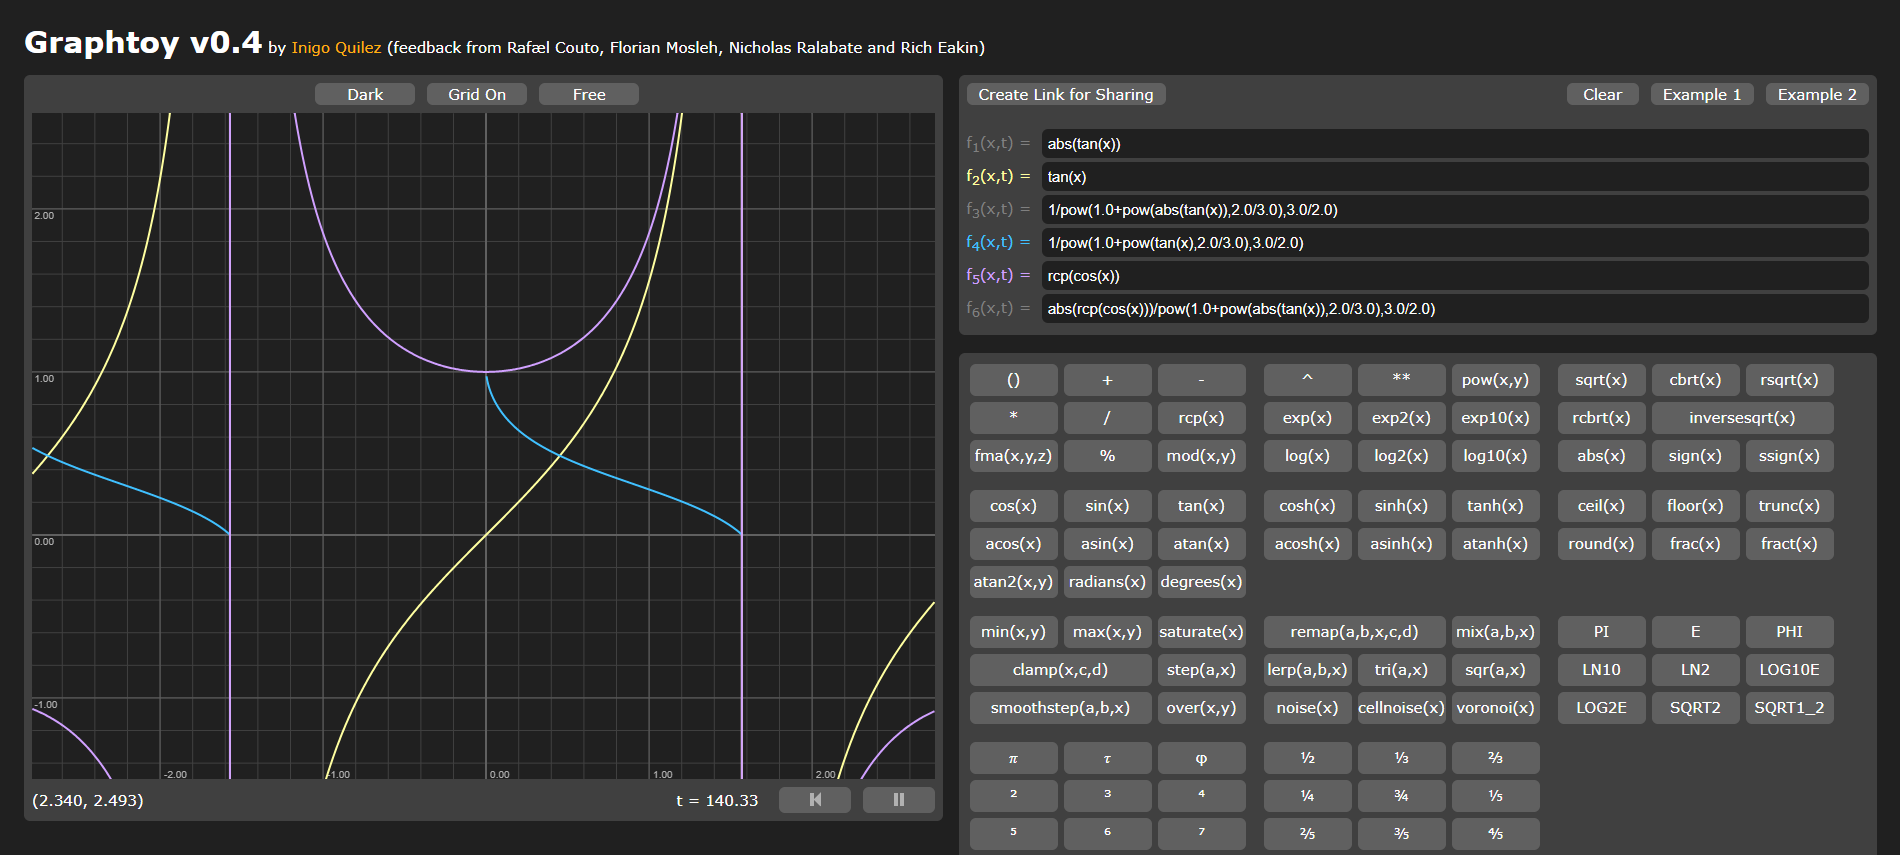 Graphtoy v0.4 by Inigo Quilez (feedback from Rafæl Couto, Florian Mosleh, Nicholas Ralabate and Rich Eakin)
Dark Grid On Free
2.00
1.00
0.00
-1.00
-2.00 -1.00 0.00 1.00 2.00
(2.340, 2.493) t = 140.33
Create Link for Sharing Clear Example 1 Example 2
f1(x,t) = abs(tan(x))
f2(x,t) = tan(x)
f3(x,t) = 1/pow(1.0+pow(abs(tan(x)),2.0/3.0),3.0/2.0)
f4(x,t) = 1/pow(1.0+pow(tan(x),2.0/3.0),3.0/2.0)
f5(x,t) = rcp(cos(x))
f6(x,t) = abs(rcp(cos(x)))/pow(1.0+pow(abs(tan(x)),2.0/3.0),3.0/2.0)
() + - ^ ** pow(x,y) sqrt(x) cbrt(x) rsqrt(x)
* / rcp(x) exp(x) exp2(x) exp10(x) rcbrt(x) inversesqrt(x)
fma(x,y,z) % mod(x,y) log(x) log2(x) log10(x) abs(x) sign(x) ssign(x)
cos(x) sin(x) tan(x) cosh(x) sinh(x) tanh(x) ceil(x) floor(x) trunc(x)
acos(x) asin(x) atan(x) acosh(x) asinh(x) atanh(x) round(x) frac(x) fract(x)
atan2(x,y) radians(x) degrees(x)
min(x,y) max(x,y) saturate(x) remap(a,b,x,c,d) mix(a,b,x) PI E PHI
clamp(x,c,d) step(a,x) lerp(a,b,x) tri(a,x) sqr(a,x) LN10 LN2 LOG10E
smoothstep(a,b,x) over(x,y) noise(x) cellnoise(x) voronoi(x) LOG2E SQRT2 SQRT1_2
π τ φ ½ ⅓ ⅔
² ³ ⁴ ¼ ¾ ⅕
⁵ ⁶ ⁷ ⅖ ⅗ ⅘